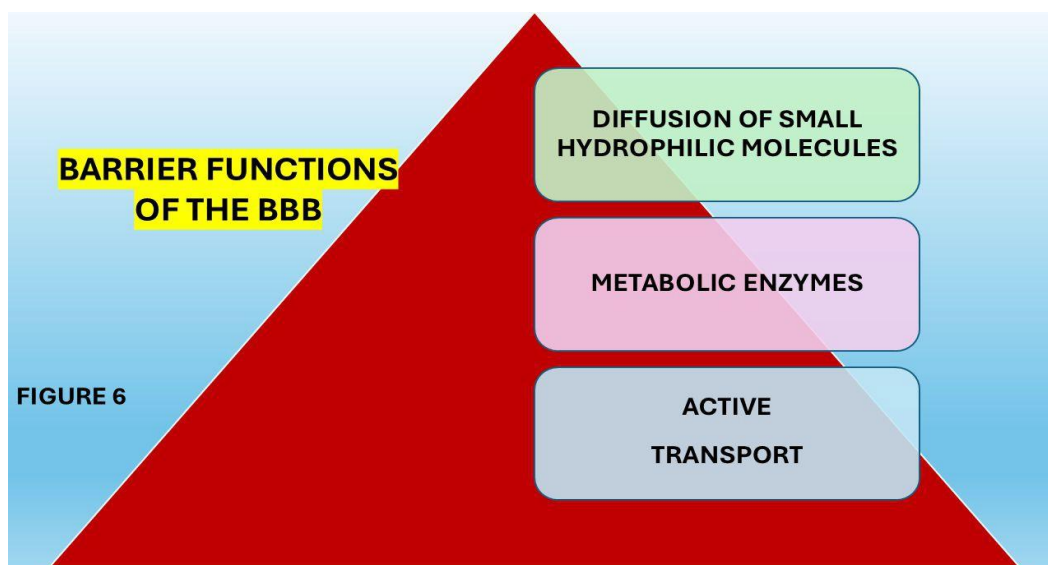 BARRIER FUNCTIONS
OF THE BBB
DIFFUSION OF SMALL
HYDROPHILIC MOLECULES
METABOLIC ENZYMES
ACTIVE
TRANSPORT
FIGURE 6